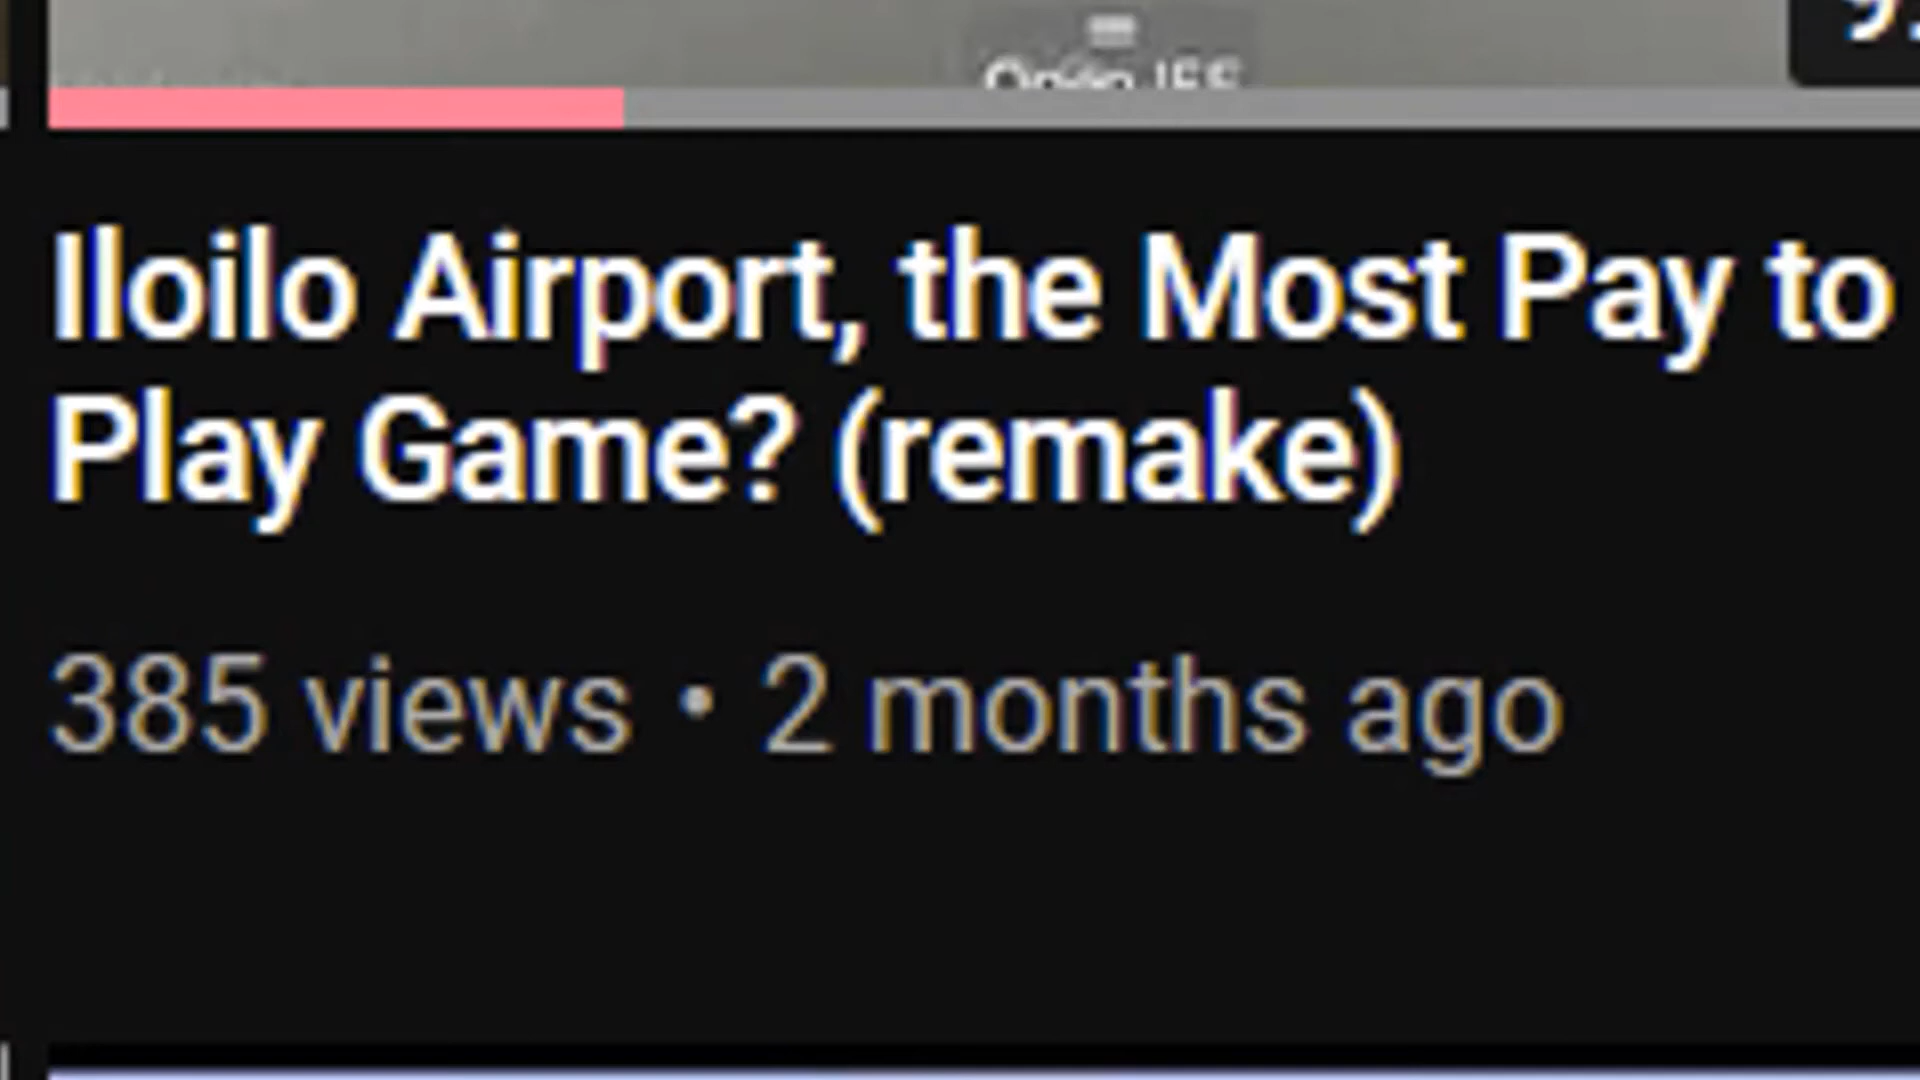 Iloilo Airport, the Most Pay to
Play Game? (remake)
385 views • 2 months ago